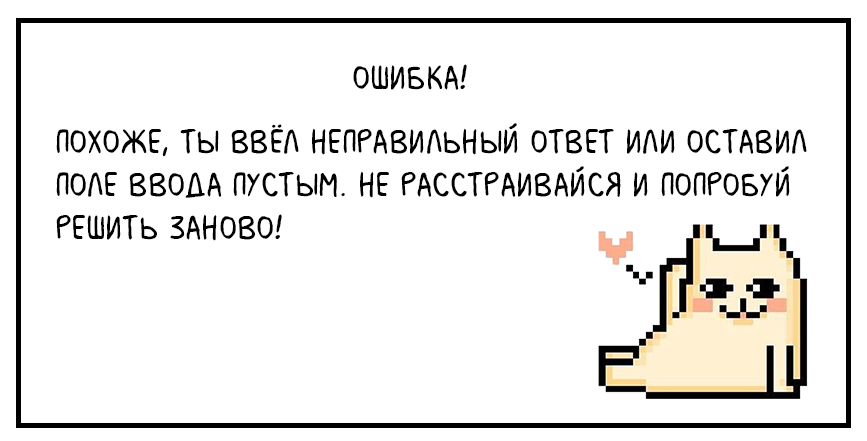 ОШИБКА!
ПОХОЖЕ, ТЫ ВВЁЛ НЕПРАВИЛЬНЫЙ ОТВЕТ ИЛИ ОСТАВИЛ
ПОЛЕ ВВОДА ПУСТЫМ. НЕ РАССТРАИВАЙСЯ И ПОПРОБУЙ
РЕШИТЬ ЗАНОВО!